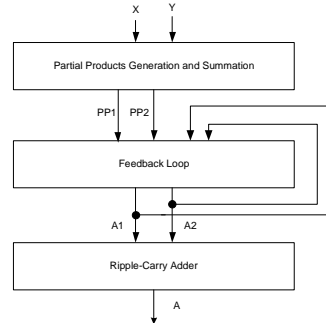 X Y
Partial Products Generation and Summation
PP1 PP2
Feedback Loop
A1 A2
Ripple-Carry Adder
A